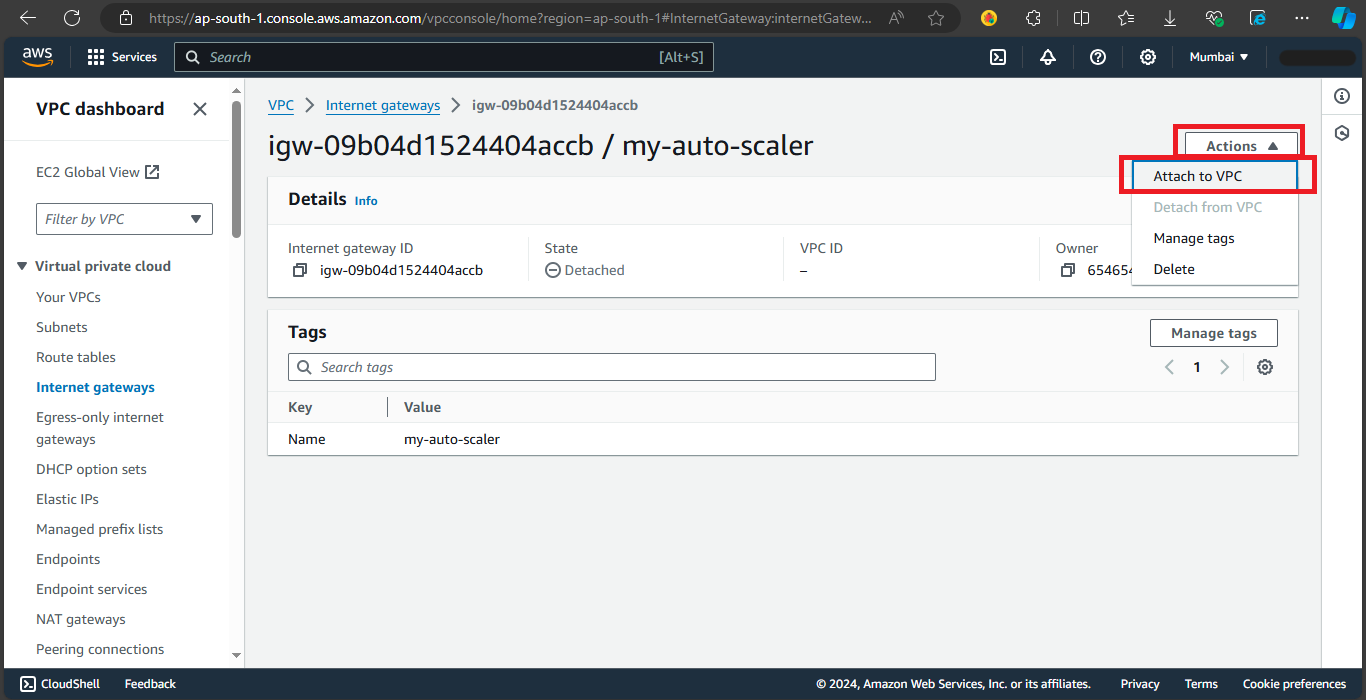 https://ap-south-1.console.aws.amazon.com/vpcconsole/home?region=ap-south-1#InternetGateway:internetGatew...
aws
Services
Search
[Alt+S]
Mumbai
VPC dashboard
EC2 Global View
Filter by VPC
Virtual private cloud
Your VPCs
Subnets
Route tables
Internet gateways
Egress-only internet
gateways
DHCP option sets
Elastic IPs
Managed prefix lists
Endpoints
Endpoint services
NAT gateways
Peering connections
VPC > Internet gateways > igw-09b04d1524404accb
igw-09b04d1524404accb / my-auto-scaler
Actions
Attach to VPC
Detach from VPC
Manage tags
Delete
Details Info
Internet gateway ID
igw-09b04d1524404accb
State
Detached
VPC ID
–
Owner
65465
Tags
Manage tags
Search tags
1
Key Value
Name my-auto-scaler
CloudShell Feedback
© 2024, Amazon Web Services, Inc. or its affiliates. Privacy Terms Cookie preferences